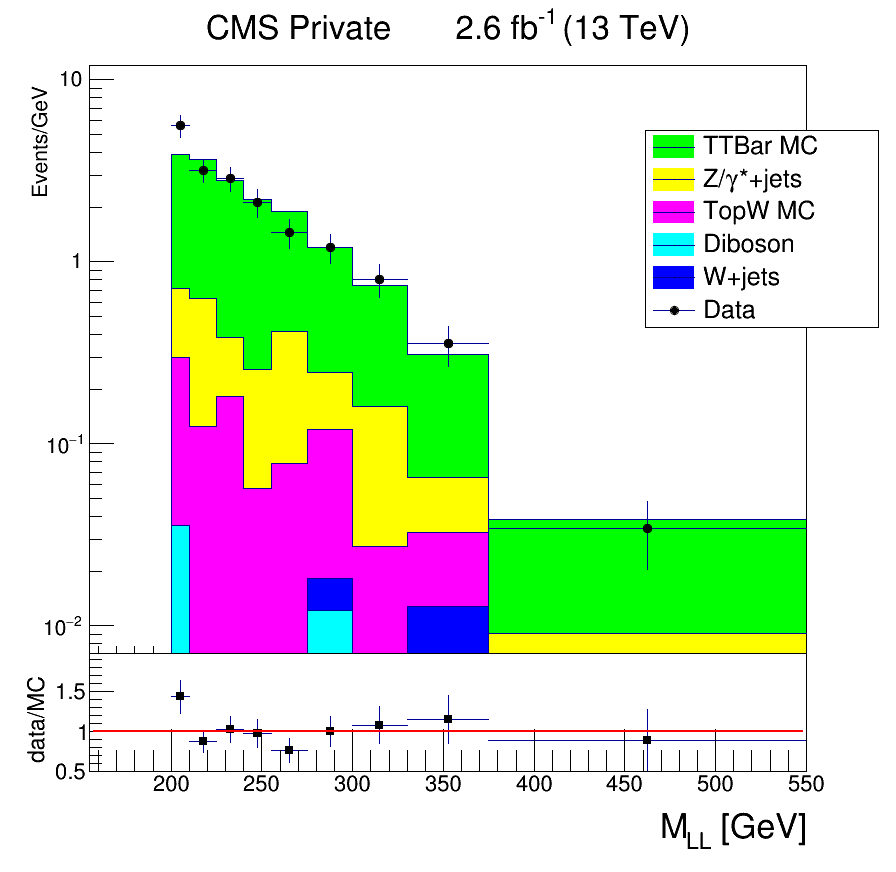 CMS Private 2.6 fb⁻¹ (13 TeV)
Events/GeV
10
1
10⁻¹
10⁻²
TTBar MC
Z/γ*+jets
TopW MC
Diboson
W+jets
Data
data/MC
1.5
1
0.5
200 250 300 350 400 450 500 550
M_LL [GeV]